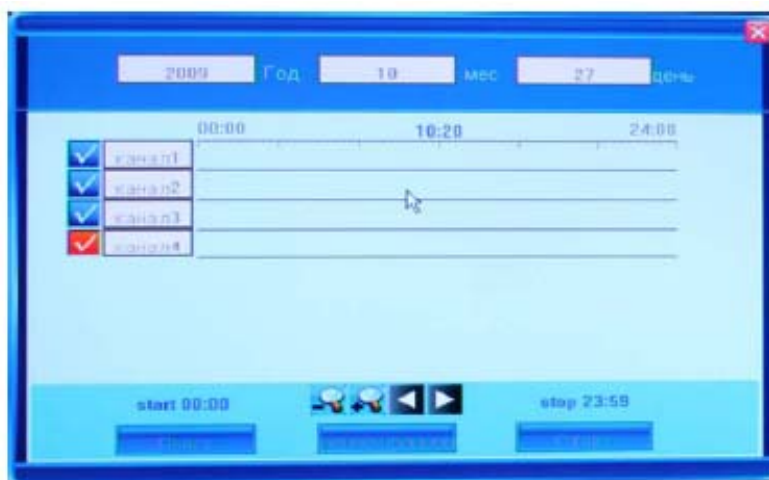 2009 Год 10 мес 27 день
00:00 10:20 24:00
канал1
канал2
канал3
канал4
start 00:00 stop 23:59